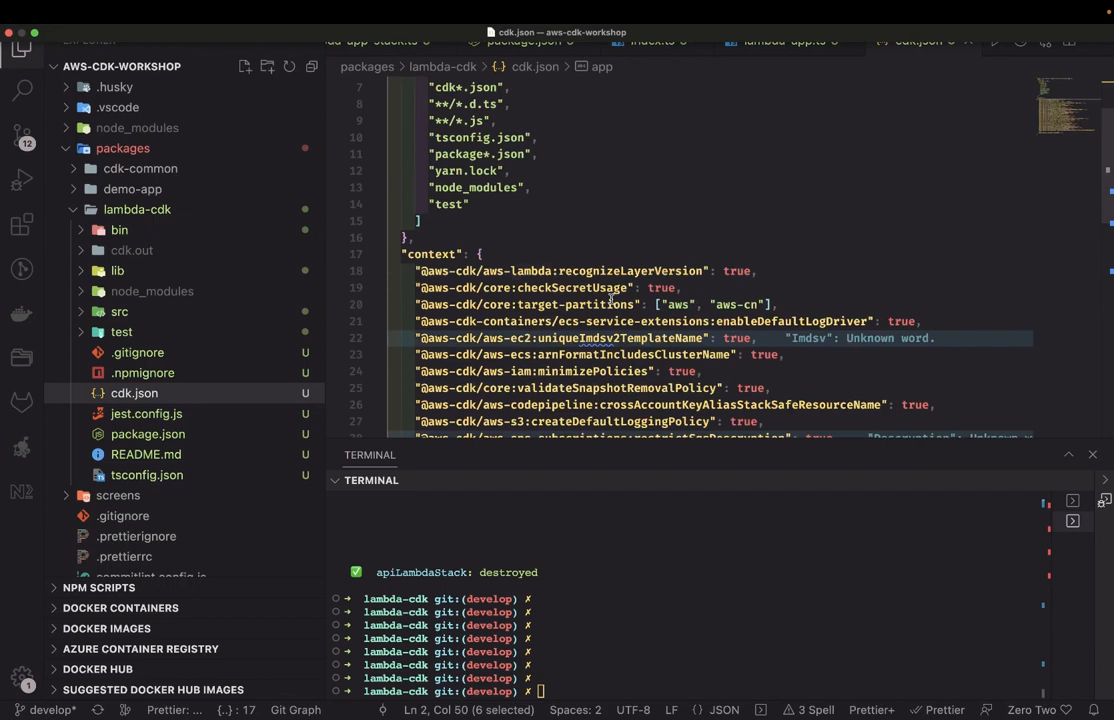 cdk.json — aws-cdk-workshop
AWS-CDK-WORKSHOP
.husky
.vscode
node_modules
packages
cdk-common
demo-app
lambda-cdk
bin
cdk.out
lib
node_modules
src
test
.gitignore U
.npmignore U
cdk.json U
jest.config.js U
package.json U
README.md U
tsconfig.json U
screens
.gitignore
.prettierignore
.prettierrc
commitlint.config.js
NPM SCRIPTS
DOCKER CONTAINERS
DOCKER IMAGES
AZURE CONTAINER REGISTRY
DOCKER HUB
SUGGESTED DOCKER HUB IMAGES
12
1
packages > lambda-cdk > {..} cdk.json > app
7 "cdk*.json",
8 "**/*.d.ts",
9 "**/*.js",
10 "tsconfig.json",
11 "package*.json",
12 "yarn.lock",
13 "node_modules",
14 "test"
15 ]
16 },
17 "context": {
18 "@aws-cdk/aws-lambda:recognizeLayerVersion": true,
19 "@aws-cdk/core:checkSecretUsage": true,
20 "@aws-cdk/core:target-partitions": ["aws", "aws-cn"],
21 "@aws-cdk-containers/ecs-service-extensions:enableDefaultLogDriver": true,
22 "@aws-cdk/aws-ec2:uniqueImdsv2TemplateName": true, "Imdsv": Unknown word.
23 "@aws-cdk/aws-ecs:arnFormatIncludesClusterName": true,
24 "@aws-cdk/aws-iam:minimizePolicies": true,
25 "@aws-cdk/core:validateSnapshotRemovalPolicy": true,
26 "@aws-cdk/aws-codepipeline:crossAccountKeyAliasStackSafeResourceName": true,
27 "@aws-cdk/aws-s3:createDefaultLoggingPolicy": true,
TERMINAL
TERMINAL
✅ apiLambdaStack: destroyed
➜ lambda-cdk git:(develop) ✗
➜ lambda-cdk git:(develop) ✗
➜ lambda-cdk git:(develop) ✗
➜ lambda-cdk git:(develop) ✗
➜ lambda-cdk git:(develop) ✗
➜ lambda-cdk git:(develop) ✗
➜ lambda-cdk git:(develop) ✗
➜ lambda-cdk git:(develop) ✗
develop* Prettier: ... {..} : 17 Git Graph Ln 2, Col 50 (6 selected) Spaces: 2 UTF-8 LF {} JSON 3 Spell Prettier+ Prettier Zero Two